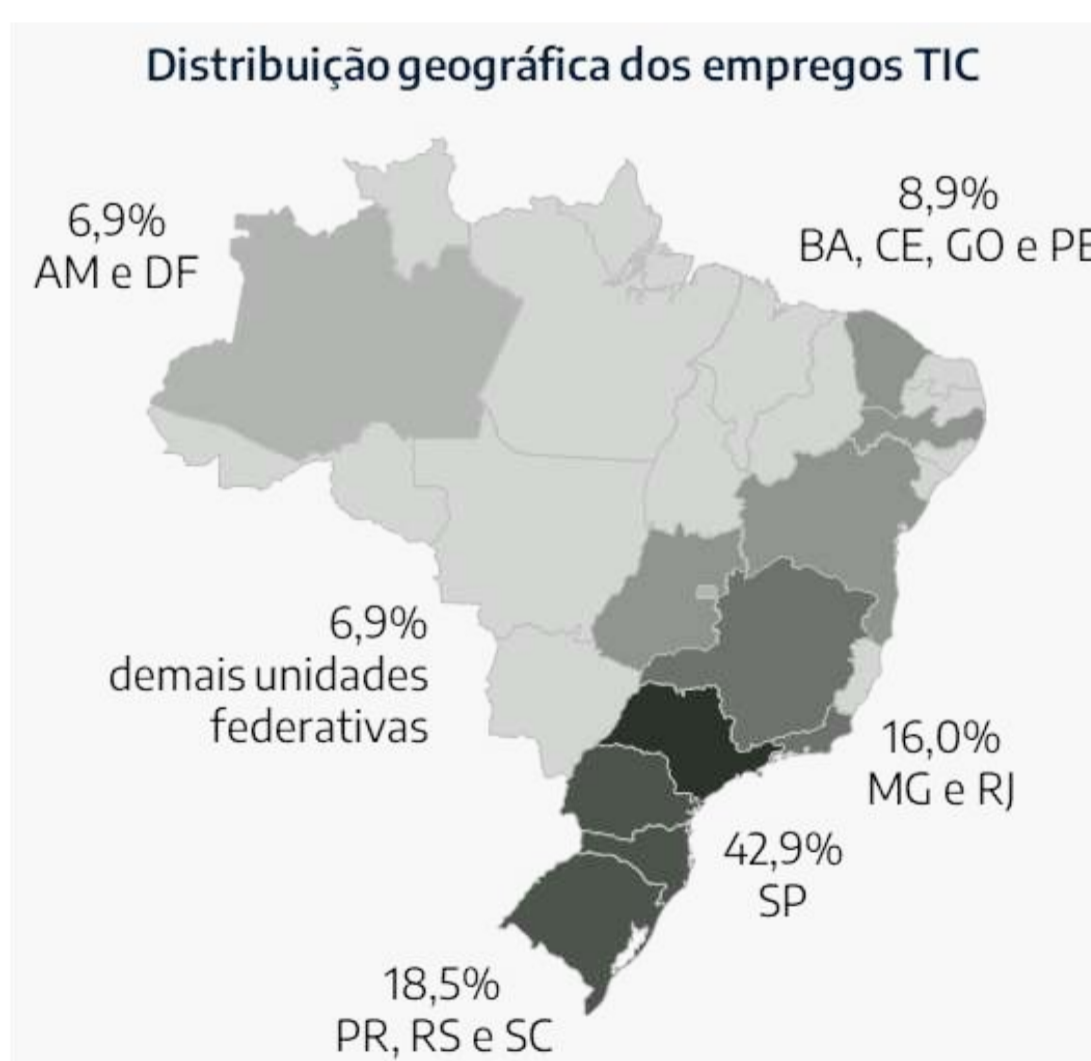 Distribuição geográfica dos empregos TIC
6,9%
AM e DF
8,9%
BA, CE, GO e PE
6,9%
demais unidades
federativas
16,0%
MG e RJ
42,9%
SP
18,5%
PR, RS e SC